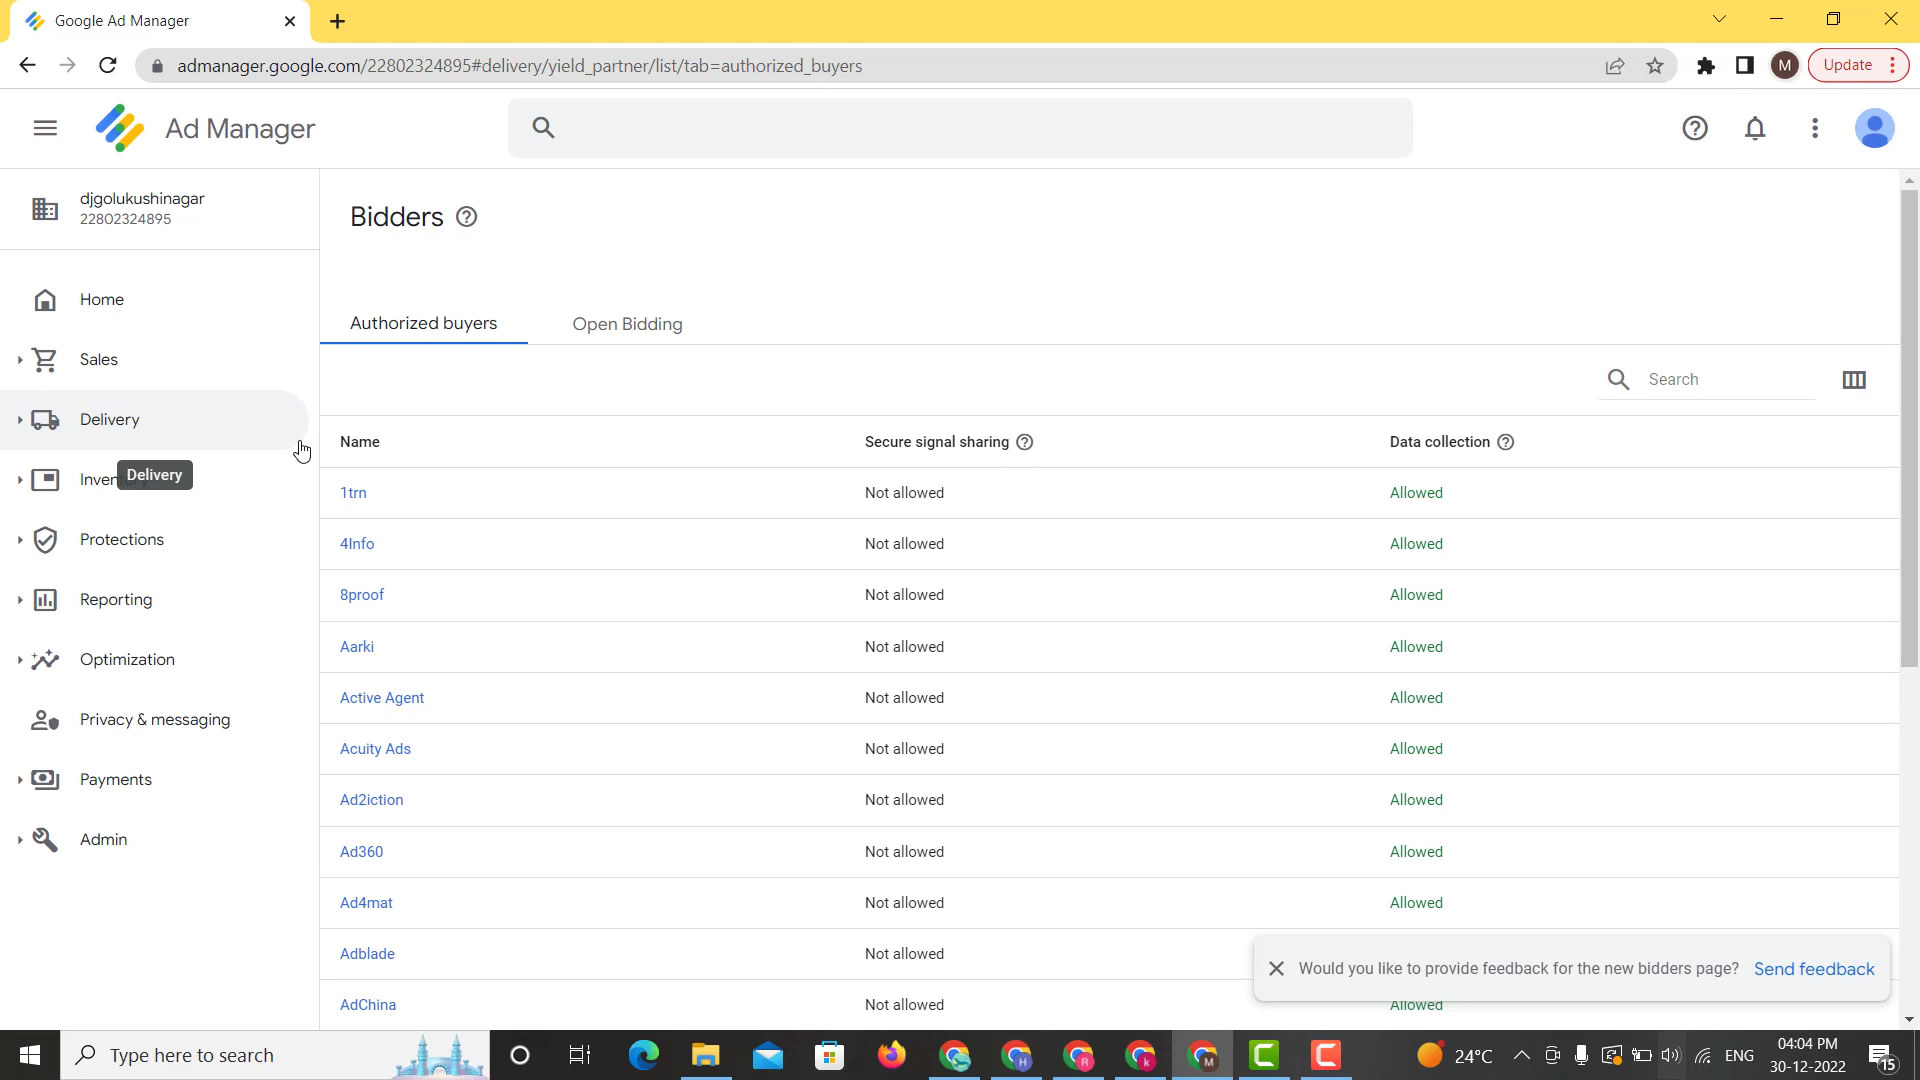 Google Ad Manager
admanager.google.com/22802324895#delivery/yield_partner/list/tab=authorized_buyers
M
Update
Ad Manager
djgolukushinagar
22802324895
Home
Sales
Delivery
Delivery
Protections
Reporting
Optimization
Privacy & messaging
Payments
Admin
Bidders
Authorized buyers
Open Bidding
Search
Name
Secure signal sharing
Data collection
1trn
Not allowed
Allowed
4Info
Not allowed
Allowed
8proof
Not allowed
Allowed
Aarki
Not allowed
Allowed
Active Agent
Not allowed
Allowed
Acuity Ads
Not allowed
Allowed
Ad2iction
Not allowed
Allowed
Ad360
Not allowed
Allowed
Ad4mat
Not allowed
Allowed
Adblade
Not allowed
AdChina
Not allowed
Allowed
Would you like to provide feedback for the new bidders page?
Send feedback
Type here to search
H
R
k
M
24°C
ENG
04:04 PM
30-12-2022
15